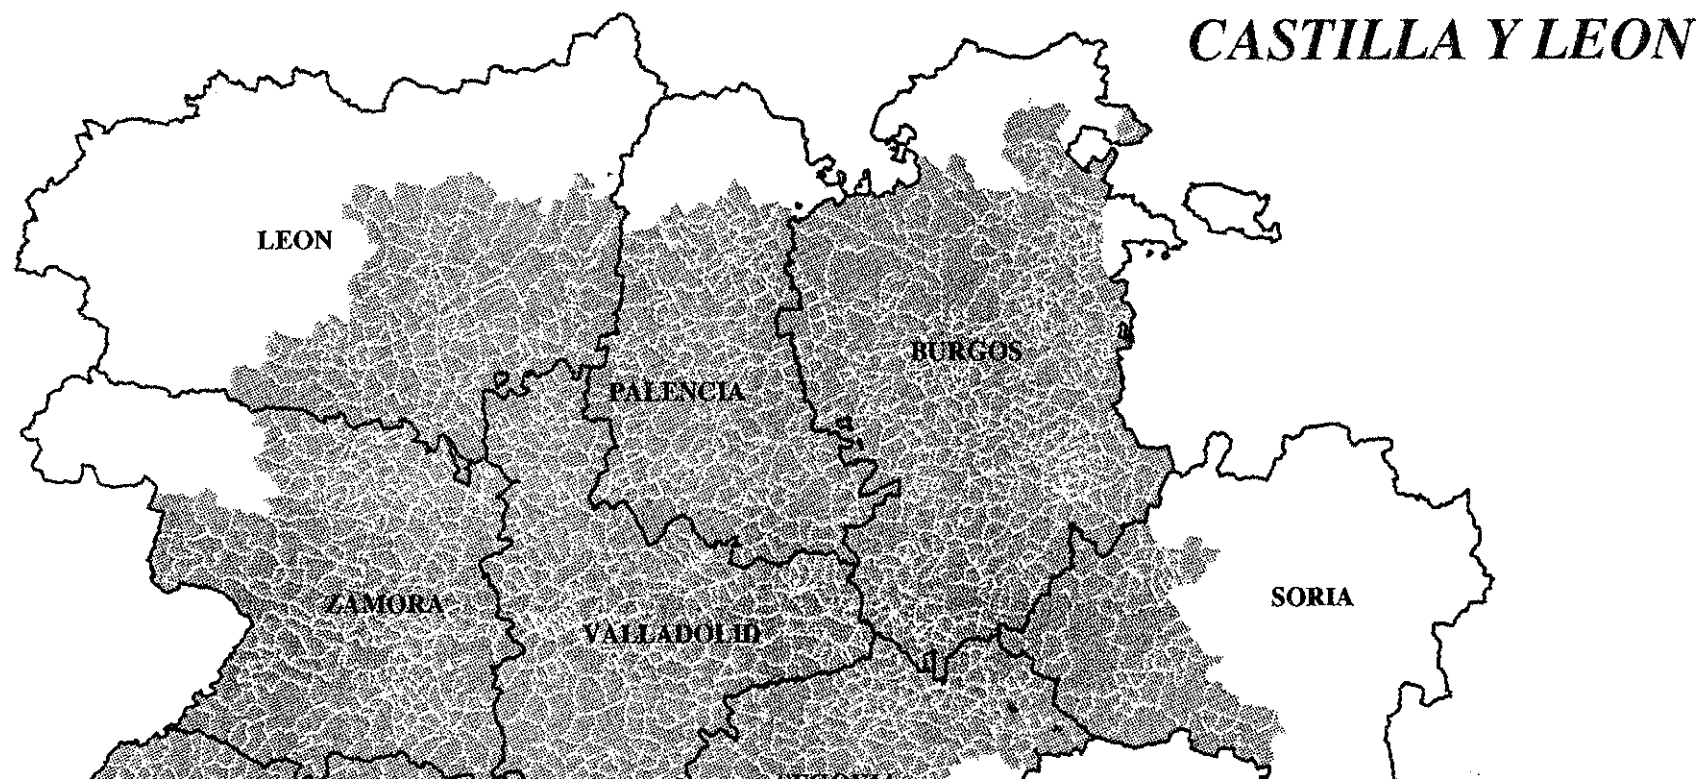 CASTILLA Y LEON
LEON
BURGOS
PALENCIA
SORIA
ZAMORA
VALLADOLID